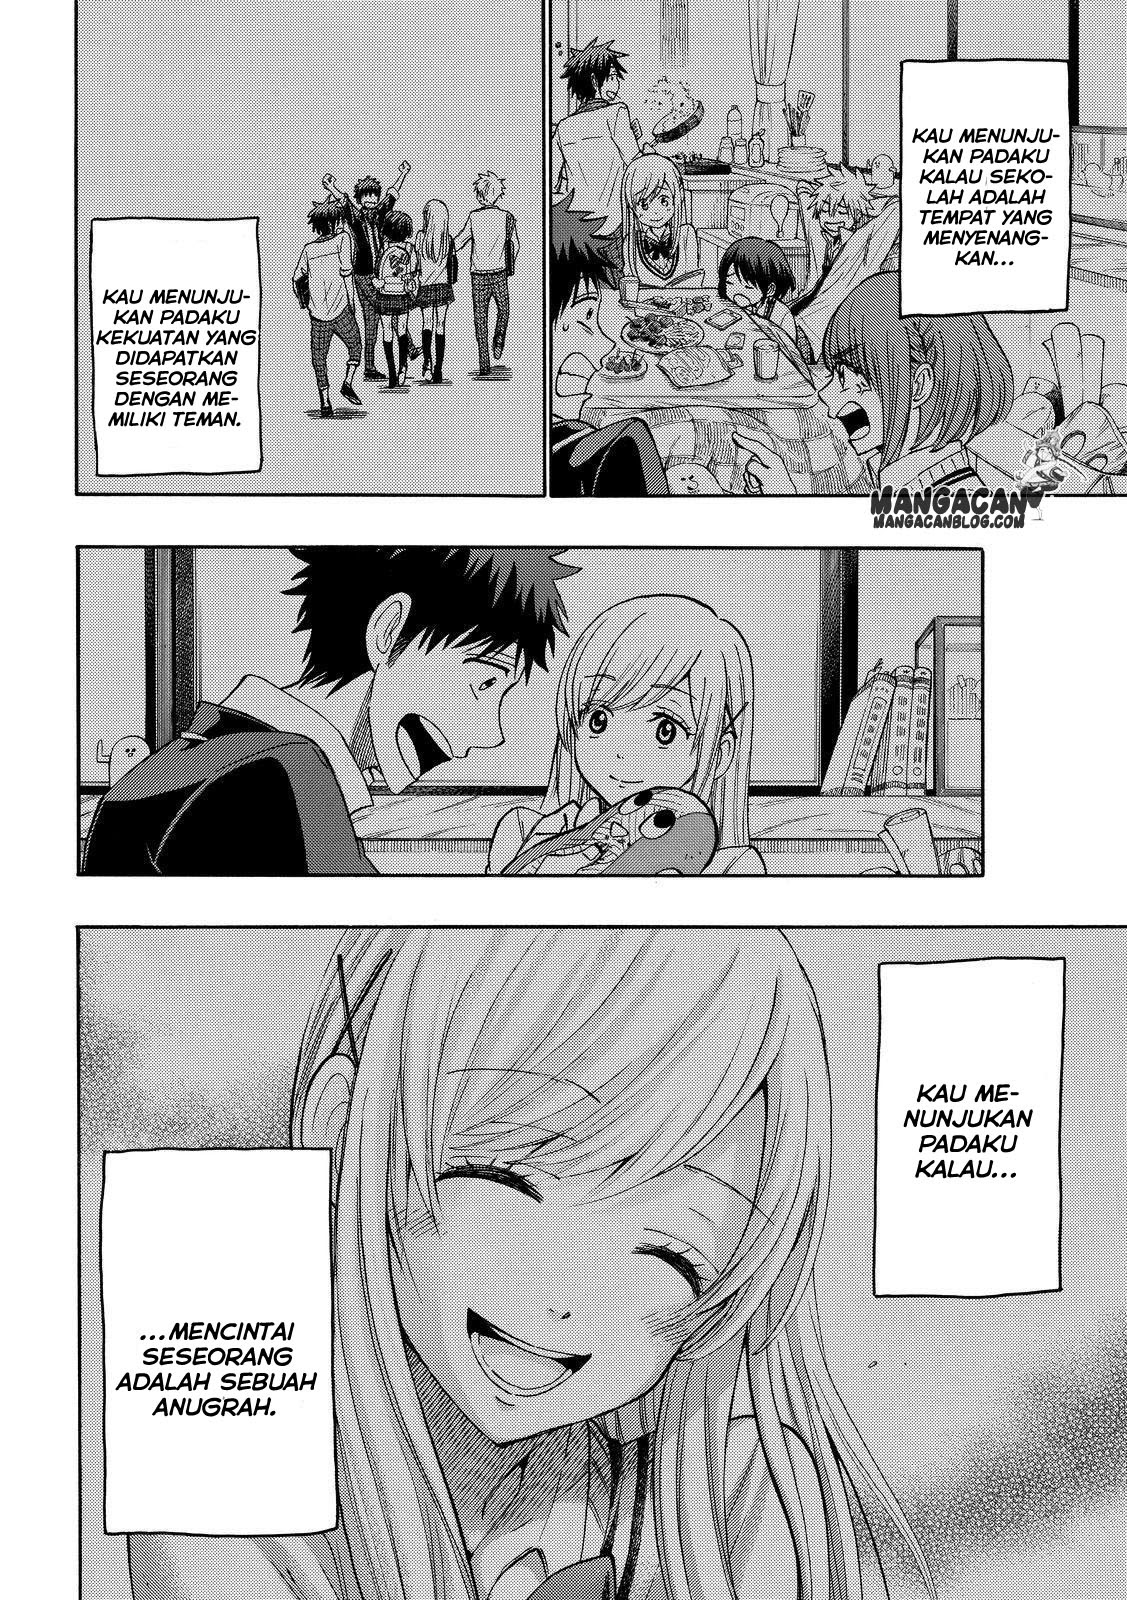 KAU MENUNJU-
KAN PADAKU
KALAU SEKO-
LAH ADALAH
TEMPAT YANG
MENYENANG-
KAN...
KAU MENUNJU-
KAN PADAKU
KEKUATAN YANG
DIDAPATKAN
SESEORANG
DENGAN ME-
MILIKI TEMAN.
MANGACAN
MANGACANBLOG.COM
KAU ME-
NUNJUKAN
PADAKU
KALAU...
...MENCINTAI
SESEORANG
ADALAH SEBUAH
ANUGRAH.